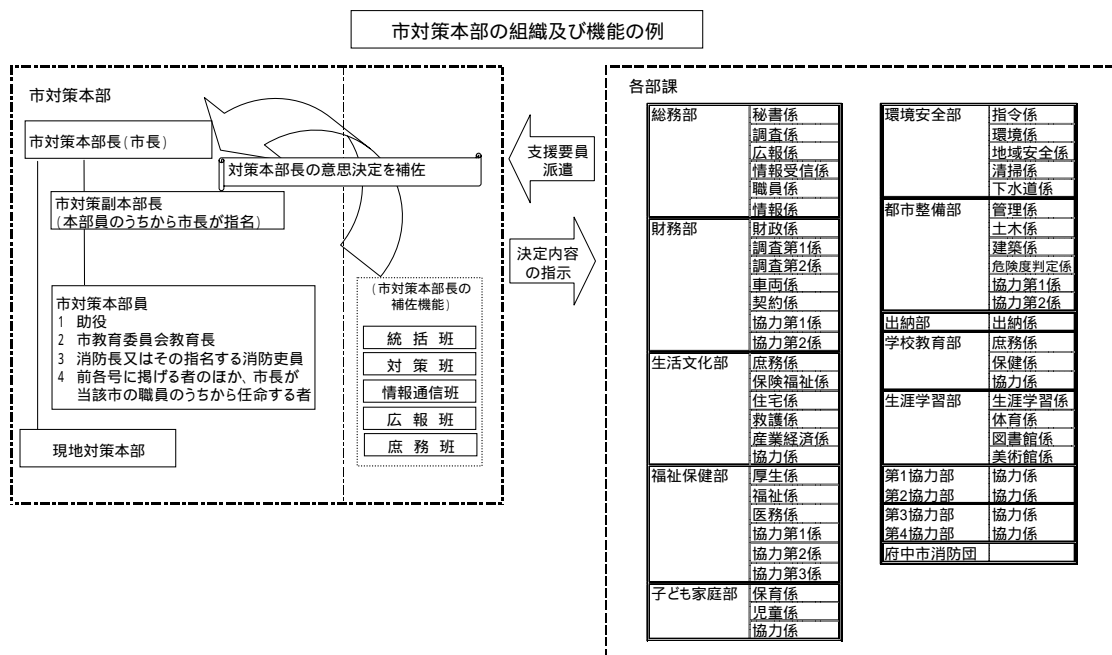 市対策本部の組織及び機能の例
市対策本部
市対策本部長(市長)
対策本部長の意思決定を補佐
市対策副本部長
(本部員のうちから市長が指名)
市対策本部員
1 助役
2 市教育委員会教育長
3 消防長又はその指名する消防吏員
4 前各号に掲げる者のほか、市長が
当該市の職員のうちから任命する者
現地対策本部
(市対策本部長の
補佐機能)
統括班
対策班
情報通信班
広報班
庶務班
支援要員
派遣
決定内容
の指示
各部課
総務部 秘書係
調査係
広報係
情報受信係
職員係
情報係
財務部 財政係
調査第1係
調査第2係
車両係
契約係
協力第1係
協力第2係
生活文化部 庶務係
保険福祉係
住宅係
救護係
産業経済係
協力係
福祉保健部 厚生係
福祉係
医務係
協力第1係
協力第2係
協力第3係
子ども家庭部 保育係
児童係
協力係
環境安全部 指令係
環境係
地域安全係
清掃係
下水道係
都市整備部 管理係
土木係
建築係
危険度判定係
協力第1係
協力第2係
出納部 出納係
学校教育部 庶務係
保健係
協力係
生涯学習部 生涯学習係
体育係
図書館係
美術館係
第1協力部 協力係
第2協力部 協力係
第3協力部 協力係
第4協力部 協力係
府中市消防団